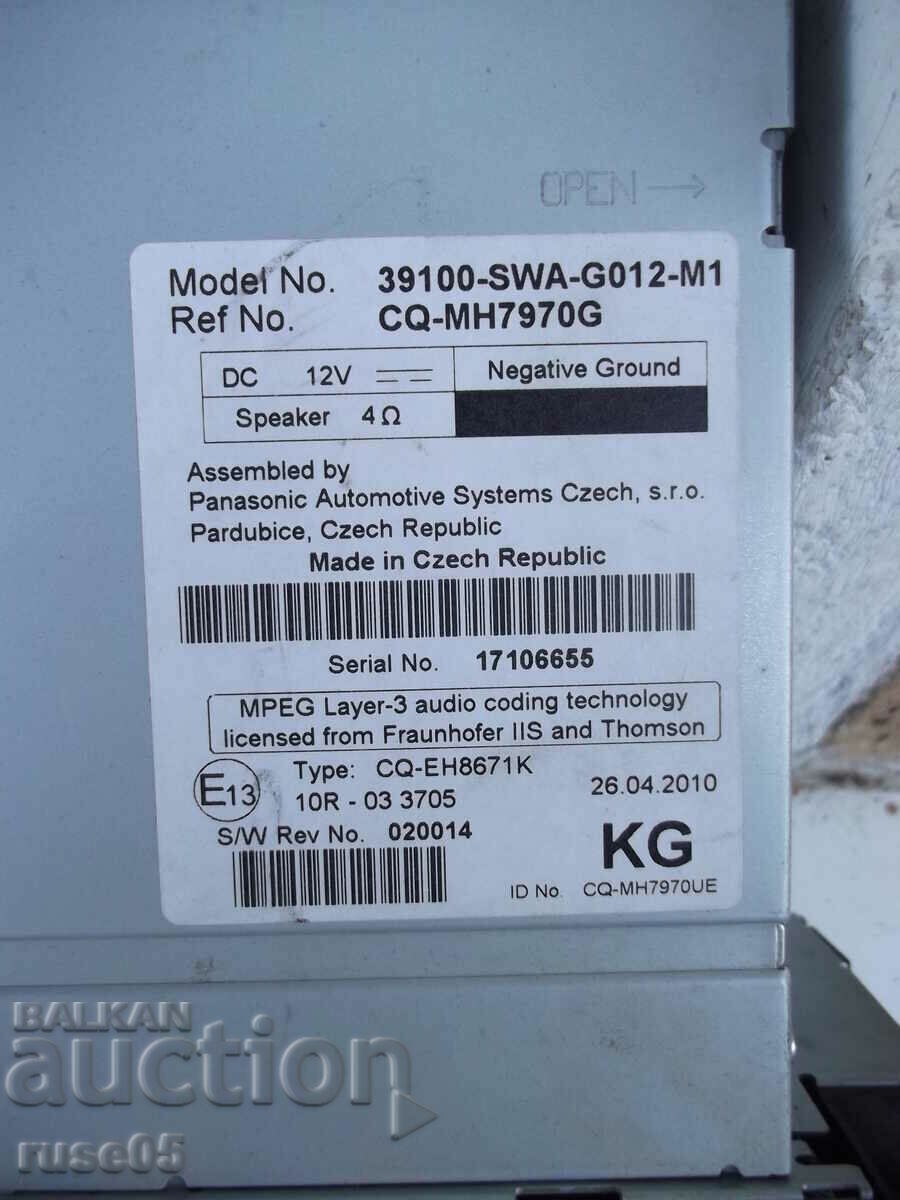 OPEN →
Model No. 39100-SWA-G012-M1
Ref No. CQ-MH7970G
DC 12V Negative Ground
Speaker 4Ω
Assembled by
Panasonic Automotive Systems Czech, s.r.o.
Pardubice, Czech Republic
Made in Czech Republic
Serial No. 17106655
MPEG Layer-3 audio coding technology
licensed from Fraunhofer IIS and Thomson
E13 Type: CQ-EH8671K
10R - 03 3705 26.04.2010
S/W Rev No. 020014
KG
ID No. CQ-MH7970UE
BALKAN
auction
ruse05